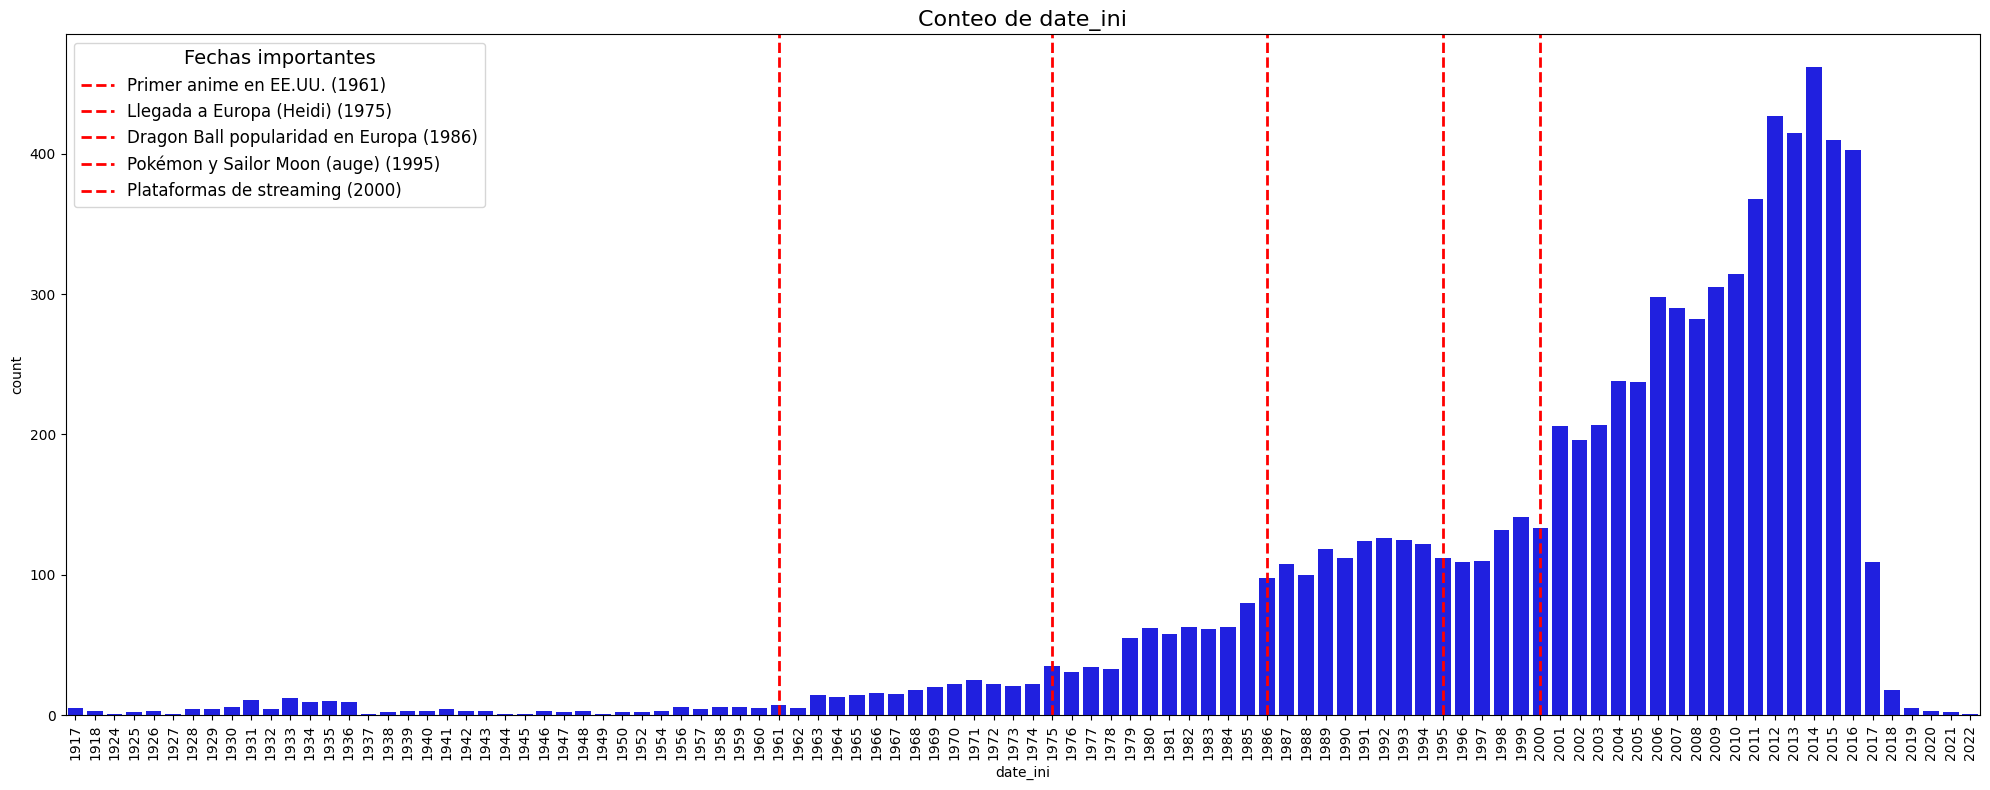 Conteo de date_ini
Fechas importantes
Primer anime en EE.UU. (1961)
Llegada a Europa (Heidi) (1975)
Dragon Ball popularidad en Europa (1986)
Pokémon y Sailor Moon (auge) (1995)
Plataformas de streaming (2000)
400
300
200
100
0
count
1917 1918 1924 1925 1926 1927 1928 1929 1930 1931 1932 1933 1934 1935 1936 1937 1938 1939 1940 1941 1942 1943 1944 1945 1946 1947 1948 1949 1950 1952 1954 1956 1957 1958 1959 1960 1961 1962 1963 1964 1965 1966 1967 1968 1969 1970 1971 1972 1973 1974 1975 1976 1977 1978 1979 1980 1981 1982 1983 1984 1985 1986 1987 1988 1989 1990 1991 1992 1993 1994 1995 1996 1997 1998 1999 2000 2001 2002 2003 2004 2005 2006 2007 2008 2009 2010 2011 2012 2013 2014 2015 2016 2017 2018 2019 2020 2021 2022
date_ini